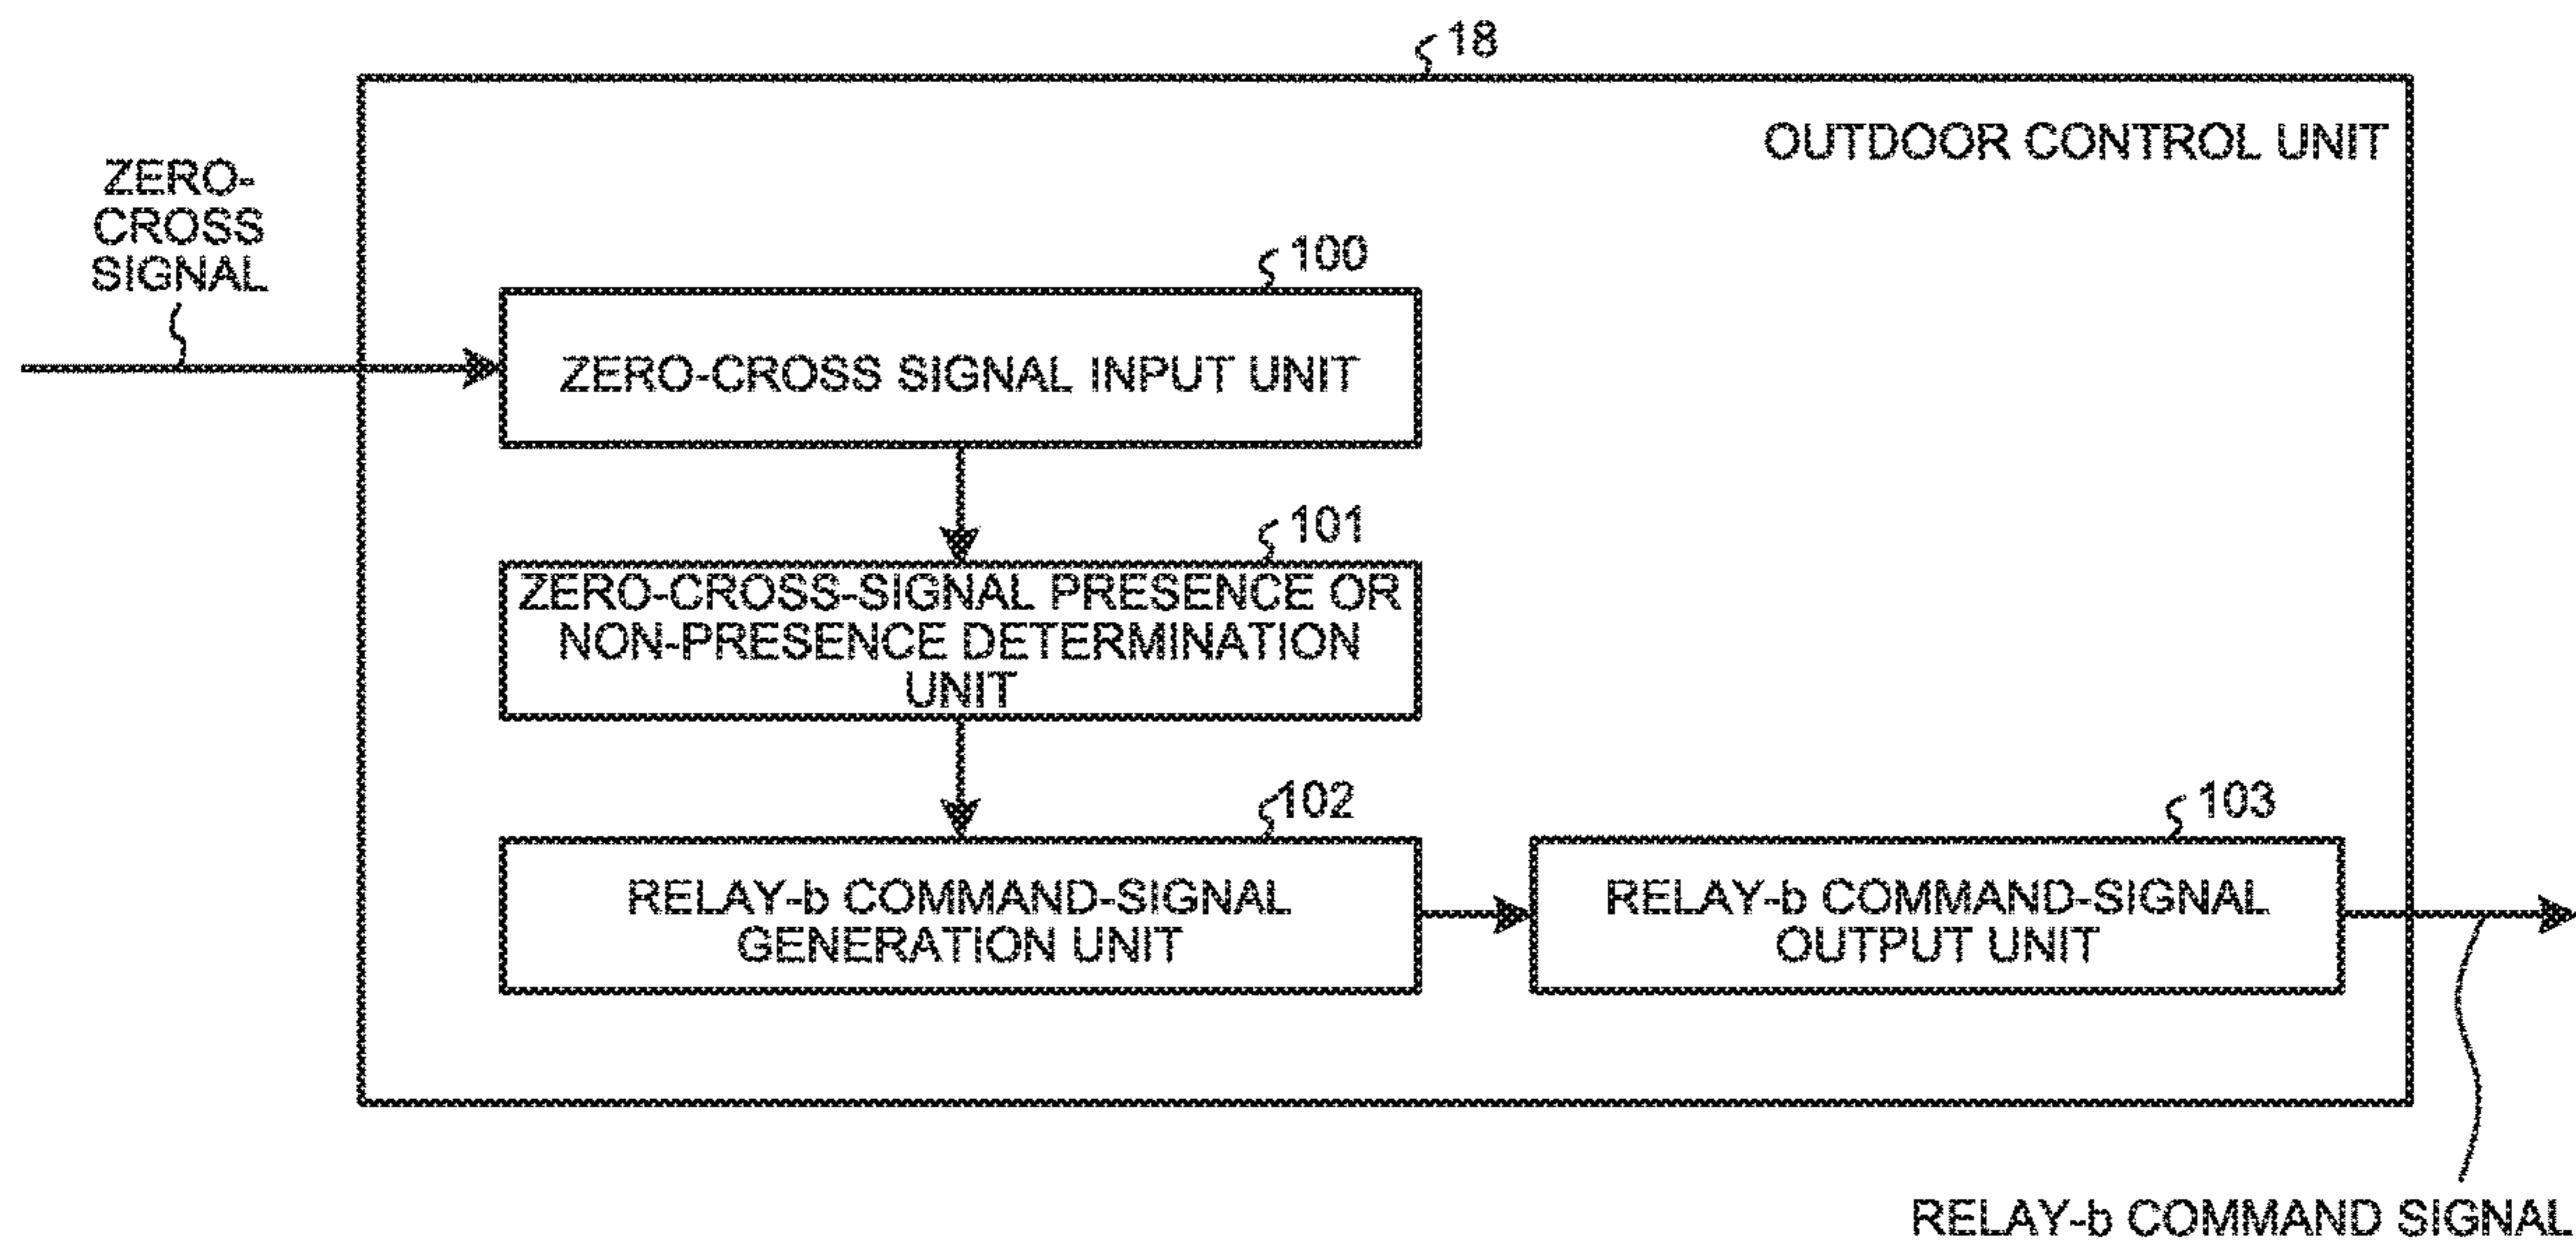 18
OUTDOOR CONTROL UNIT
ZERO-
CROSS
SIGNAL
100
ZERO-CROSS SIGNAL INPUT UNIT
101
ZERO-CROSS-SIGNAL PRESENCE OR
NON-PRESENCE DETERMINATION
UNIT
102
RELAY-b COMMAND-SIGNAL
GENERATION UNIT
103
RELAY-b COMMAND-SIGNAL
OUTPUT UNIT
RELAY-b COMMAND SIGNAL